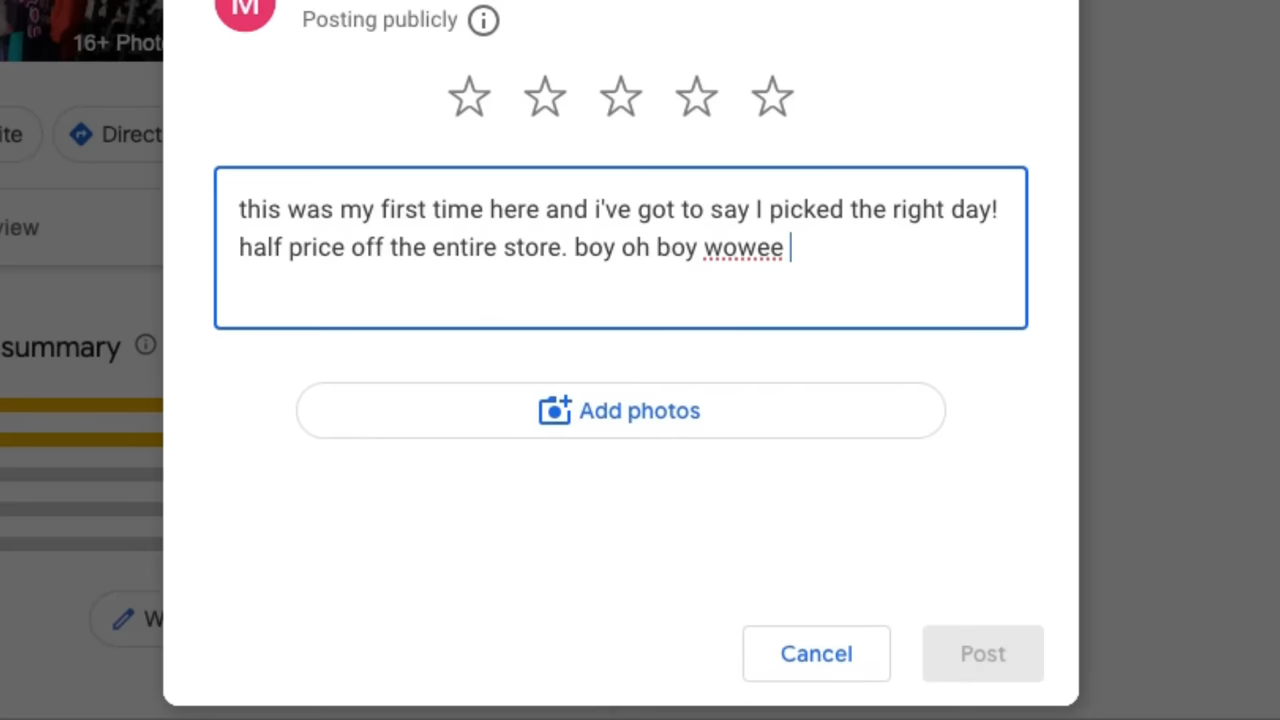 M
Posting publicly
16+ Phot
ite
Direct
this was my first time here and i've got to say I picked the right day!
half price off the entire store. boy oh boy wowee
view
summary
Add photos
W
Cancel
Post